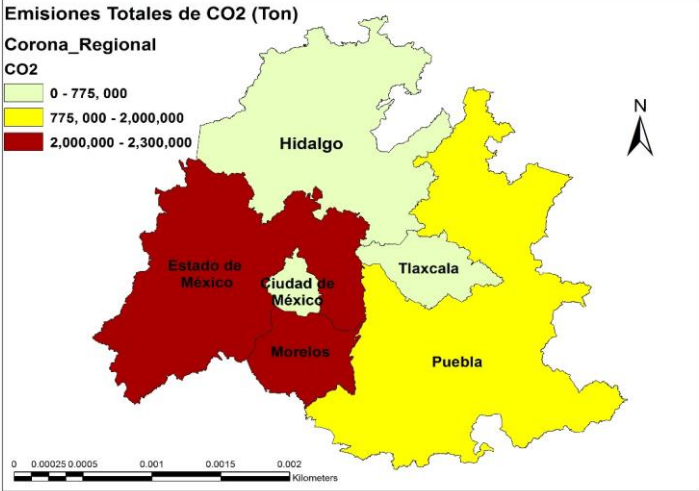 Emisiones Totales de CO2 (Ton)
Corona_Regional
CO2
0 - 775, 000
775, 000 - 2,000,000
2,000,000 - 2,300,000
N
Hidalgo
Estado de
México
Ciudad de
México
Tlaxcala
Morelos
Puebla
0 0.00025 0.0005 0.001 0.0015 0.002
Kilometers